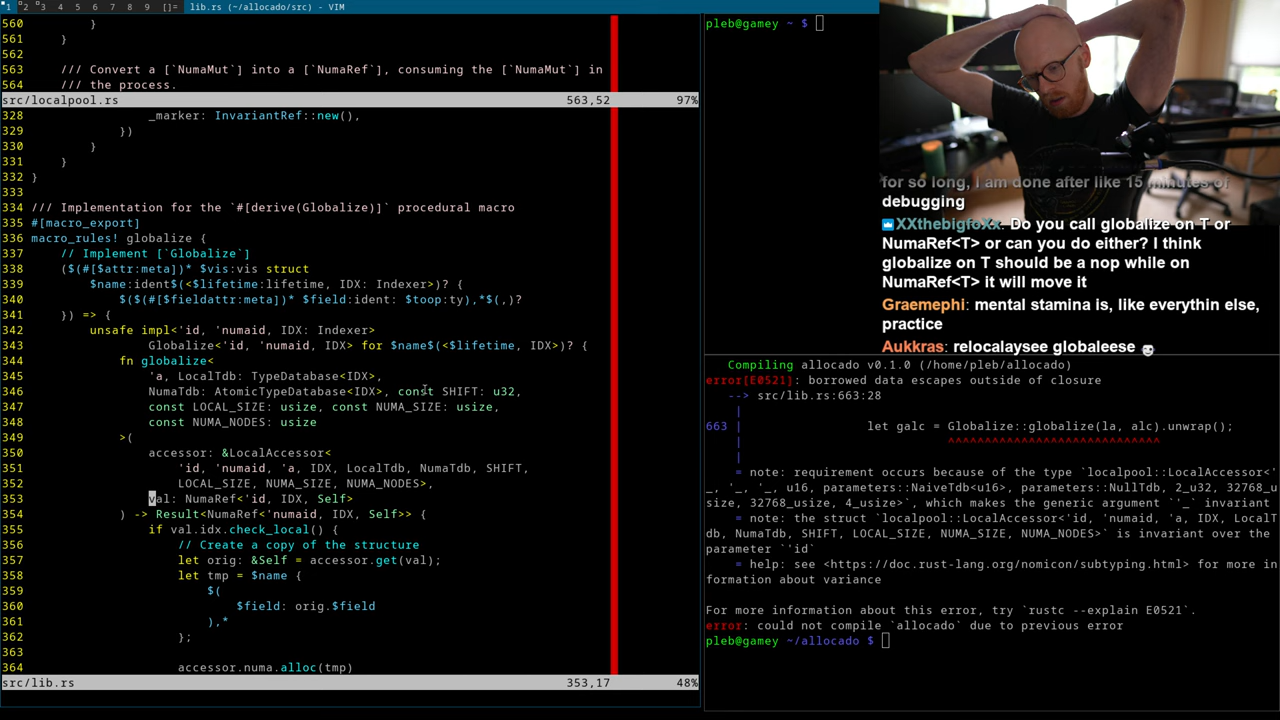 1 2 3 4 5 6 7 8 9 []= lib.rs (~/allocado/src) - VIM
560 }
561 }
562
563 /// Convert a [`NumaMut`] into a [`NumaRef`], consuming the [`NumaMut`] in
564 /// the process.
src/localpool.rs 563,52 97%
328 _marker: InvariantRef::new(),
329 })
330 }
331 }
332 }
333
334 /// Implementation for the `#[derive(Globalize)]` procedural macro
335 #[macro_export]
336 macro_rules! globalize {
337 // Implement [`Globalize`]
338 ($(#[$attr:meta])* $vis:vis struct
339 $name:ident$(<$lifetime:lifetime, IDX: Indexer>)? {
340 $($(#[$fieldattr:meta])* $field:ident: $toop:ty),*$(,)?
341 }) => {
342 unsafe impl<'id, 'numaid, IDX: Indexer>
343 Globalize<'id, 'numaid, IDX> for $name$(<$lifetime, IDX>)? {
344 fn globalize<
345 'a, LocalTdb: TypeDatabase<IDX>,
346 NumaTdb: AtomicTypeDatabase<IDX>, const SHIFT: u32,
347 const LOCAL_SIZE: usize, const NUMA_SIZE: usize,
348 const NUMA_NODES: usize
349 >(
350 accessor: &LocalAccessor<
351 'id, 'numaid, 'a, IDX, LocalTdb, NumaTdb, SHIFT,
352 LOCAL_SIZE, NUMA_SIZE, NUMA_NODES>,
353 val: NumaRef<'id, IDX, Self>
354 ) -> Result<NumaRef<'numaid, IDX, Self>> {
355 if val.idx.check_local() {
356 // Create a copy of the structure
357 let orig: &Self = accessor.get(val);
358 let tmp = $name {
359 $(
360 $field: orig.$field
361 ),*
362 };
363
364 accessor.numa.alloc(tmp)
src/lib.rs 353,17 48%
pleb@gamey ~ $
for so long, I am done after like 15 minutes of
debugging
XXthebigfoXx: Do you call globalize on T or
NumaRef<T> or can you do either? I think
globalize on T should be a nop while on
NumaRef<T> it will move it
Graemephi: mental stamina is, like everythin else,
practice
Aukkras: relocalaysee globaleese
Compiling allocado v0.1.0 (/home/pleb/allocado)
error[E0521]: borrowed data escapes outside of closure
--> src/lib.rs:663:28
|
663 | let galc = Globalize::globalize(la, alc).unwrap();
| ^^^^^^^^^^^^^^^^^^^^^^^^^^^^^
|
= note: requirement occurs because of the type `localpool::LocalAccessor<'
_, '_, '_, u16, parameters::NaiveTdb<u16>, parameters::NullTdb, 2_u32, 32768_u
size, 32768_usize, 4_usize>`, which makes the generic argument `'_` invariant
= note: the struct `localpool::LocalAccessor<'id, 'numaid, 'a, IDX, LocalT
db, NumaTdb, SHIFT, LOCAL_SIZE, NUMA_SIZE, NUMA_NODES>` is invariant over the
parameter `'id`
= help: see <https://doc.rust-lang.org/nomicon/subtyping.html> for more in
formation about variance
For more information about this error, try `rustc --explain E0521`.
error: could not compile `allocado` due to previous error
pleb@gamey ~/allocado $